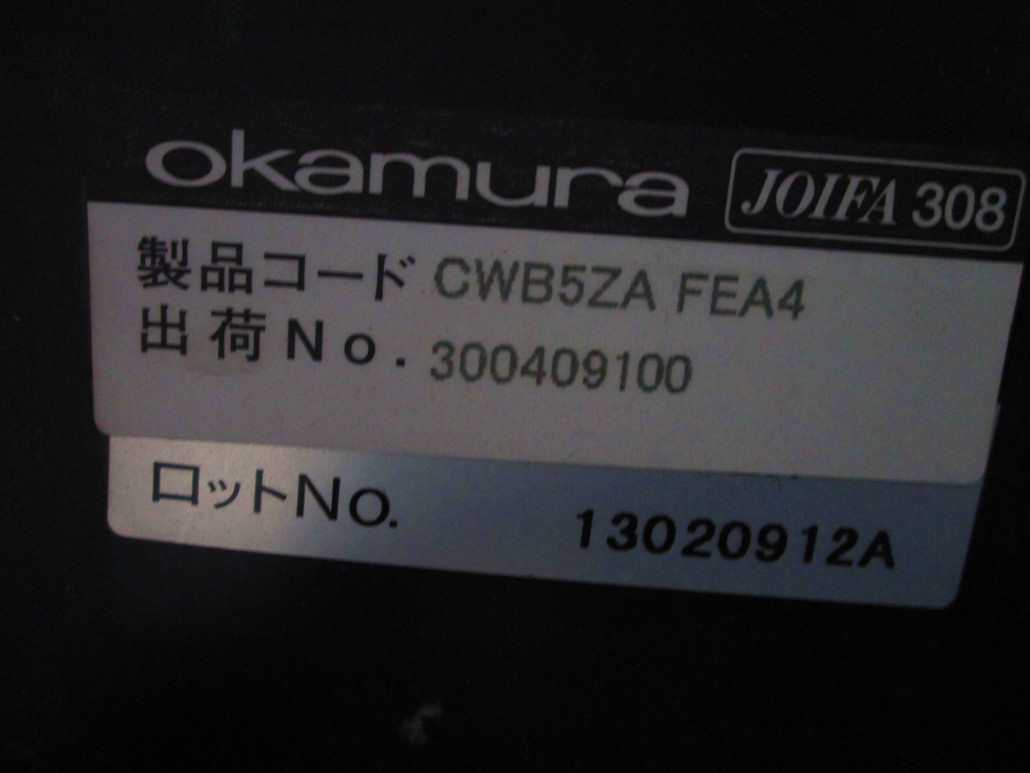 okamura JOIFA 308
製品コード CWB5ZA FEA4
出荷No. 300409100
ロットNo. 13020912A